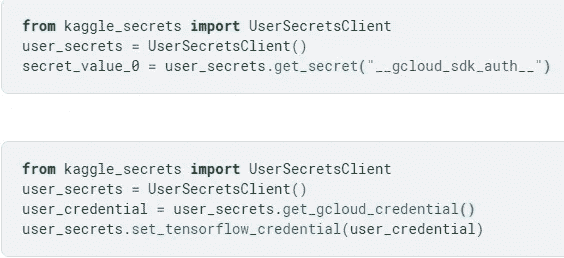 from kaggle_secrets import UserSecretsClient
user_secrets = UserSecretsClient()
secret_value_0 = user_secrets.get_secret("__gcloud_sdk_auth__")
from kaggle_secrets import UserSecretsClient
user_secrets = UserSecretsClient()
user_credential = user_secrets.get_gcloud_credential()
user_secrets.set_tensorflow_credential(user_credential)